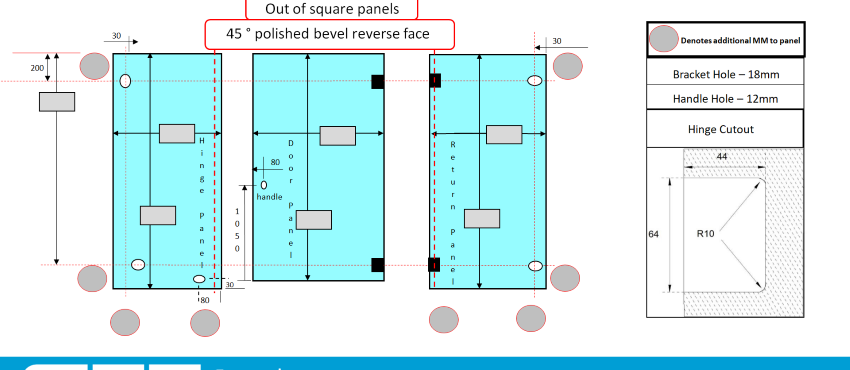 Out of square panels
45 ° polished bevel reverse face
30
30
200
Hinge Panel
Door Panel
Return Panel
80
handle
1050
30
80
Denotes additional MM to panel
Bracket Hole – 18mm
Handle Hole – 12mm
Hinge Cutout
44
64
R10